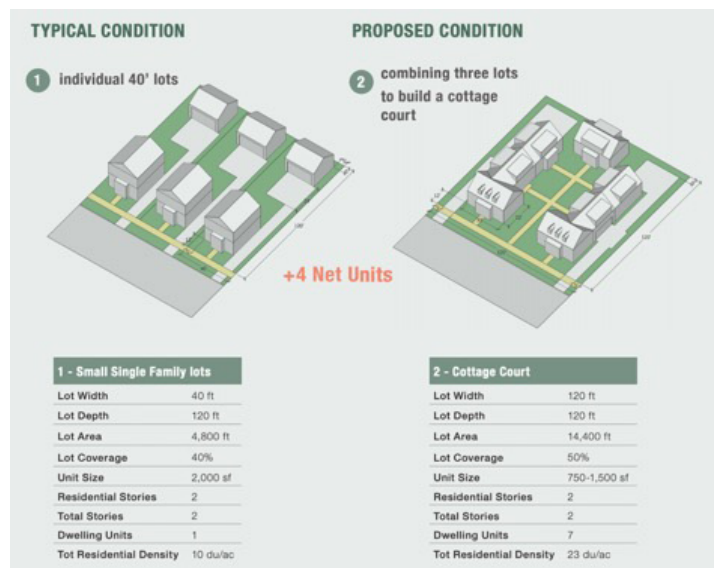 TYPICAL CONDITION
1 individual 40' lots
PROPOSED CONDITION
2 combining three lots
to build a cottage
court
+4 Net Units
1 - Small Single Family lots
Lot Width 40 ft
Lot Depth 120 ft
Lot Area 4,800 ft
Lot Coverage 40%
Unit Size 2,000 sf
Residential Stories 2
Total Stories 2
Dwelling Units 1
Tot Residential Density 10 du/ac
2 - Cottage Court
Lot Width 120 ft
Lot Depth 120 ft
Lot Area 14,400 ft
Lot Coverage 50%
Unit Size 750-1,500 sf
Residential Stories 2
Total Stories 2
Dwelling Units 7
Tot Residential Density 23 du/ac